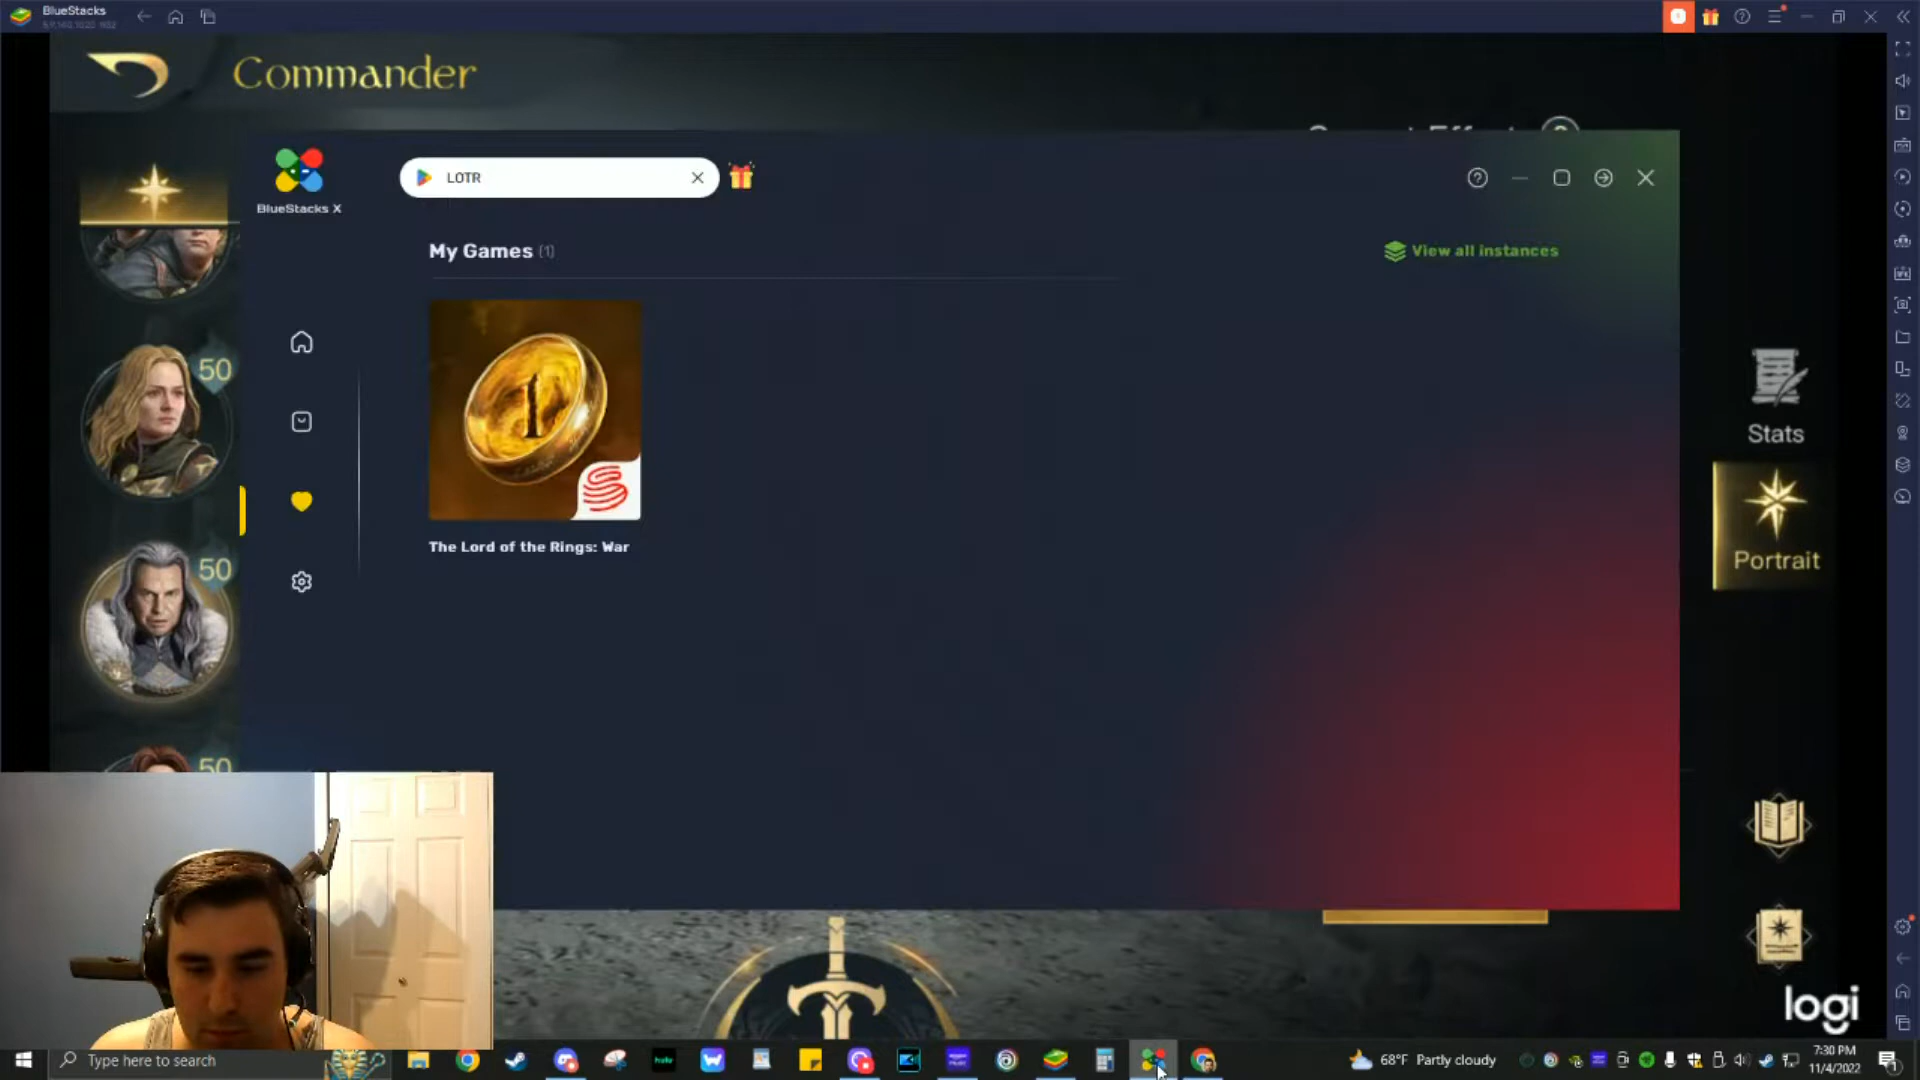 BlueStacks
Commander
BlueStacks X
LOTR
My Games (1)
View all instances
The Lord of the Rings: War
50
50
50
Stats
Portrait
logi
Type here to search
hulu
68°F Partly cloudy
7:30 PM
11/4/2022